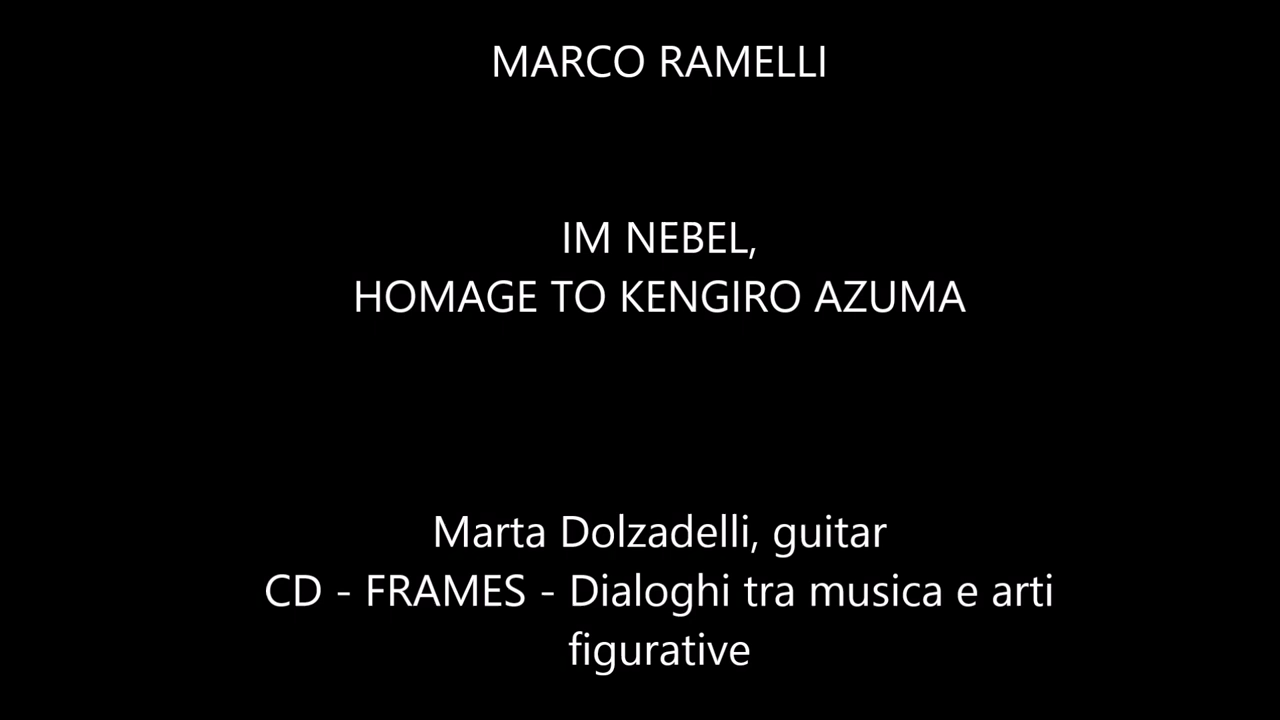 MARCO RAMELLI
IM NEBEL,
HOMAGE TO KENGIRO AZUMA
Marta Dolzadelli, guitar
CD - FRAMES - Dialoghi tra musica e arti
figurative